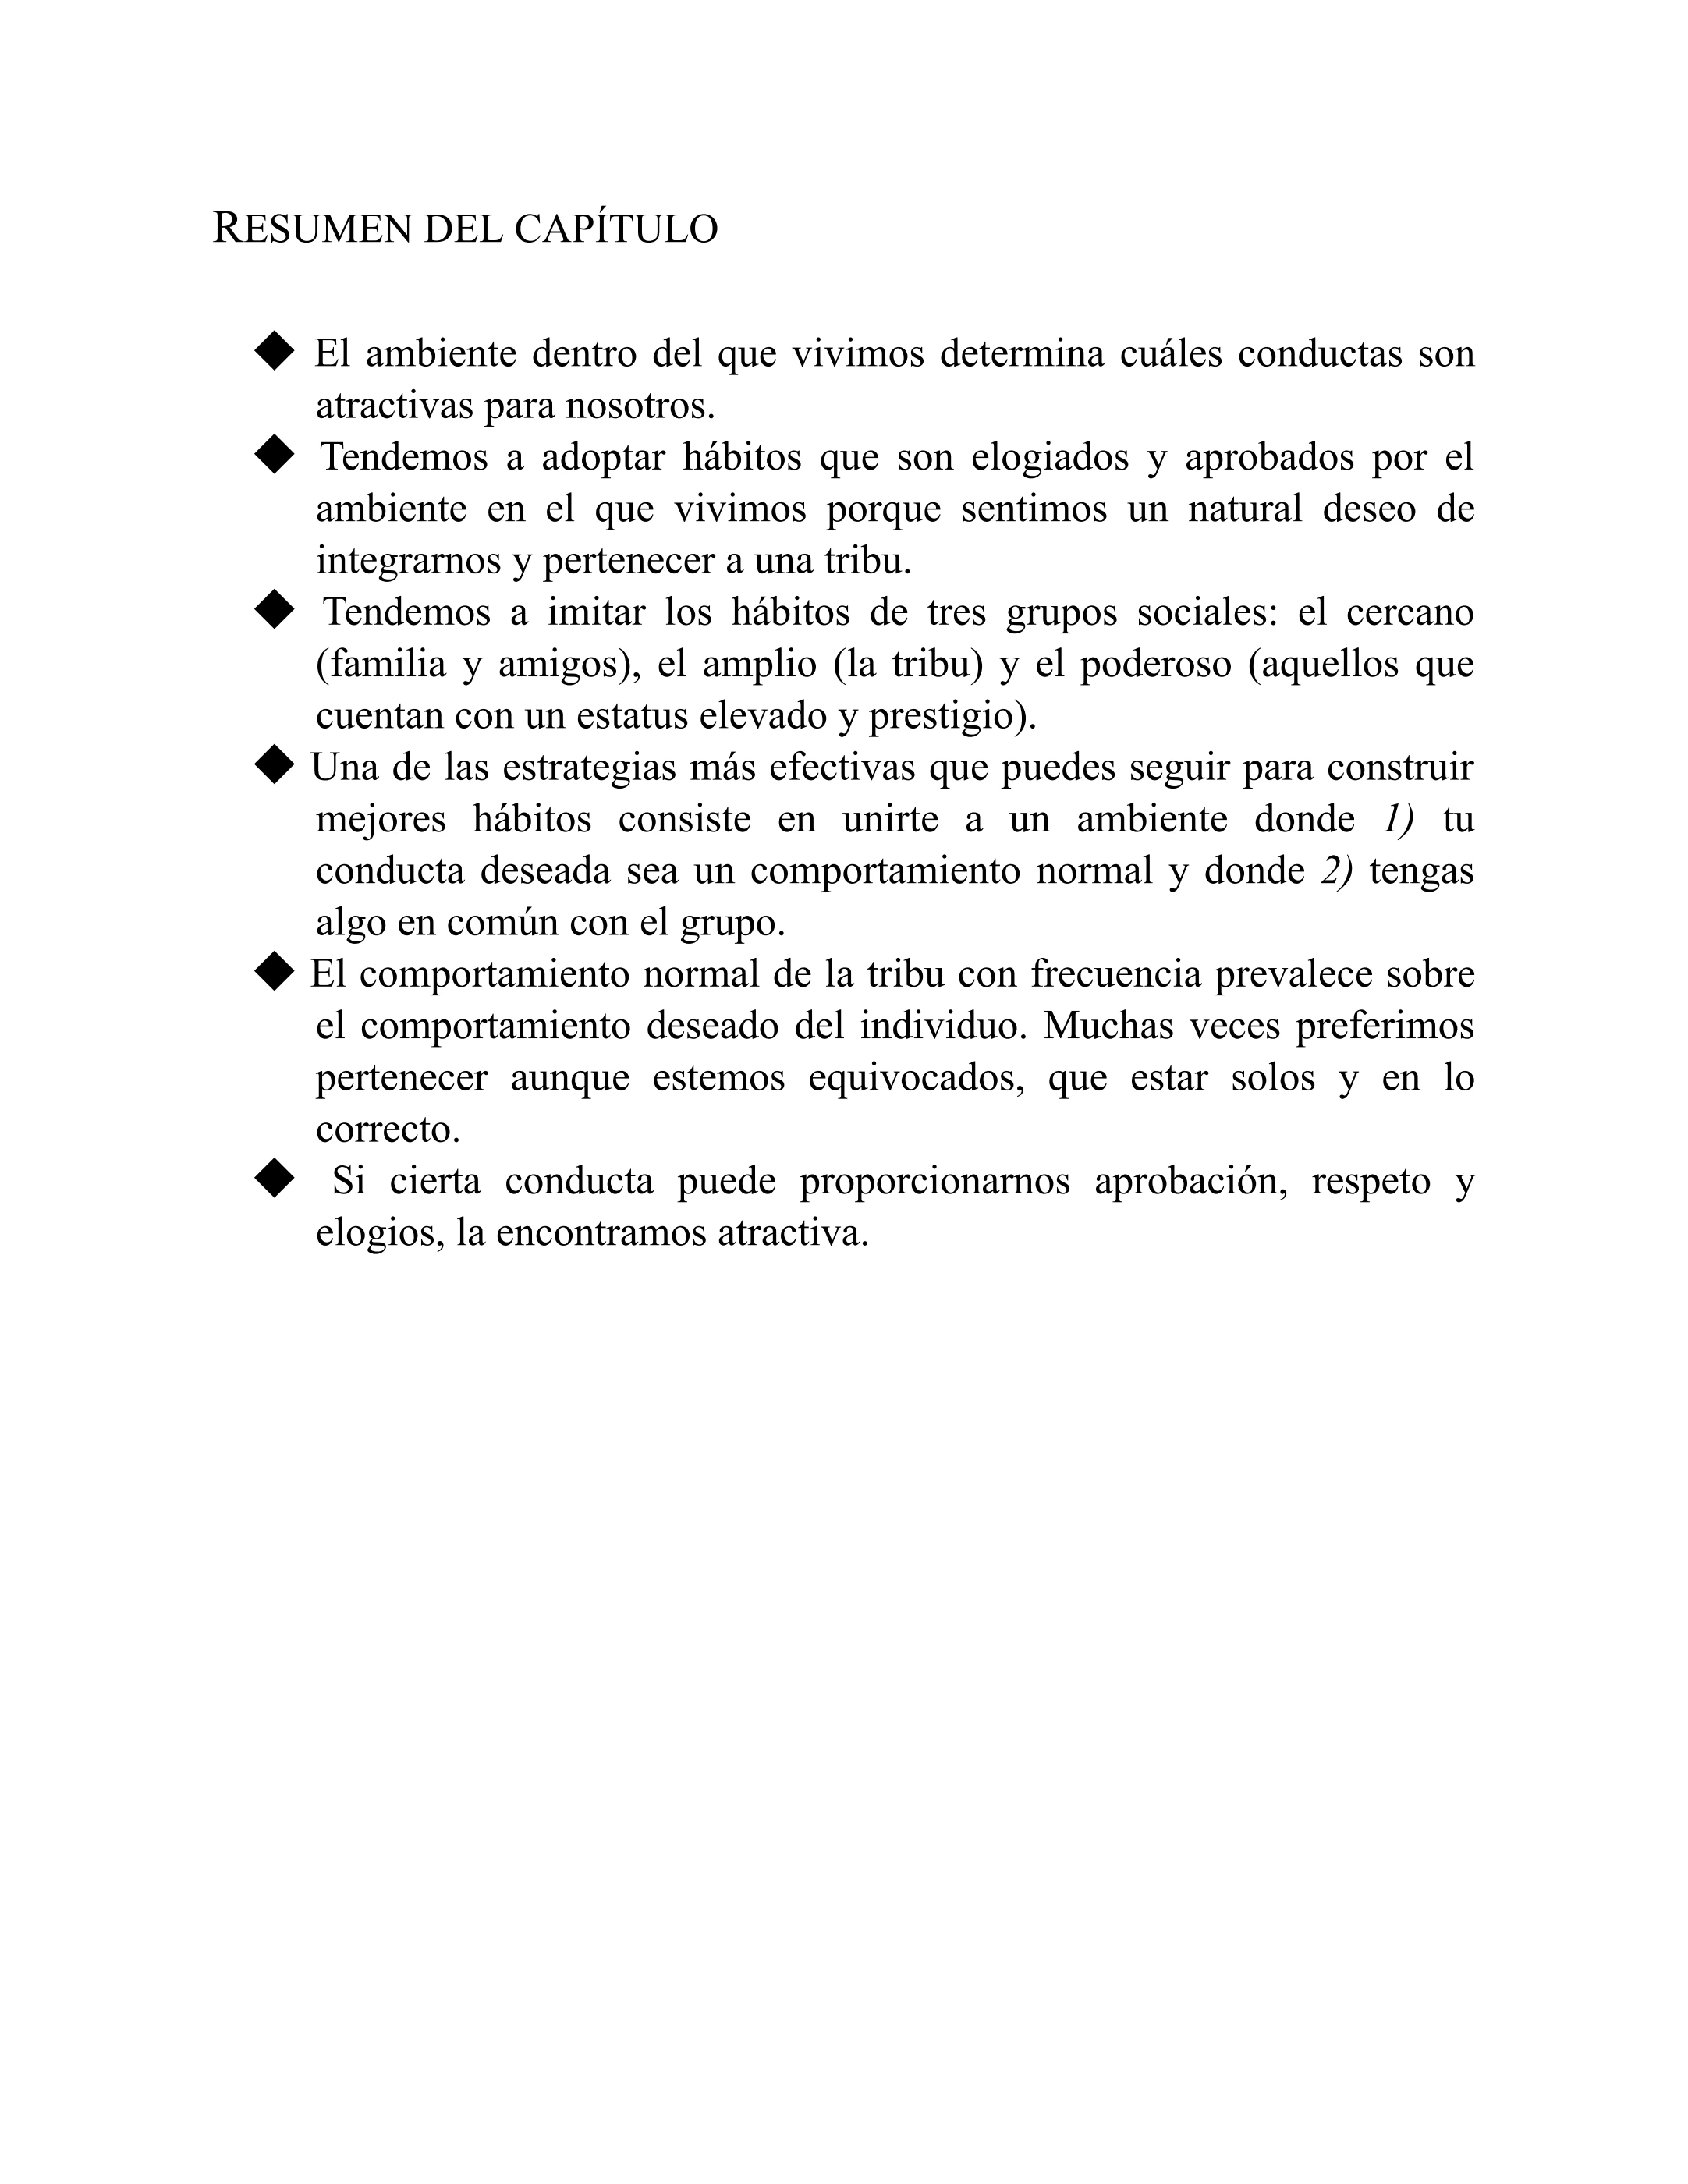 RESUMEN DEL CAPÍTULO
◆ El ambiente dentro del que vivimos determina cuáles conductas son
atractivas para nosotros.
◆ Tendemos a adoptar hábitos que son elogiados y aprobados por el
ambiente en el que vivimos porque sentimos un natural deseo de
integrarnos y pertenecer a una tribu.
◆ Tendemos a imitar los hábitos de tres grupos sociales: el cercano
(familia y amigos), el amplio (la tribu) y el poderoso (aquellos que
cuentan con un estatus elevado y prestigio).
◆ Una de las estrategias más efectivas que puedes seguir para construir
mejores hábitos consiste en unirte a un ambiente donde 1) tu
conducta deseada sea un comportamiento normal y donde 2) tengas
algo en común con el grupo.
◆ El comportamiento normal de la tribu con frecuencia prevalece sobre
el comportamiento deseado del individuo. Muchas veces preferimos
pertenecer aunque estemos equivocados, que estar solos y en lo
correcto.
◆ Si cierta conducta puede proporcionarnos aprobación, respeto y
elogios, la encontramos atractiva.